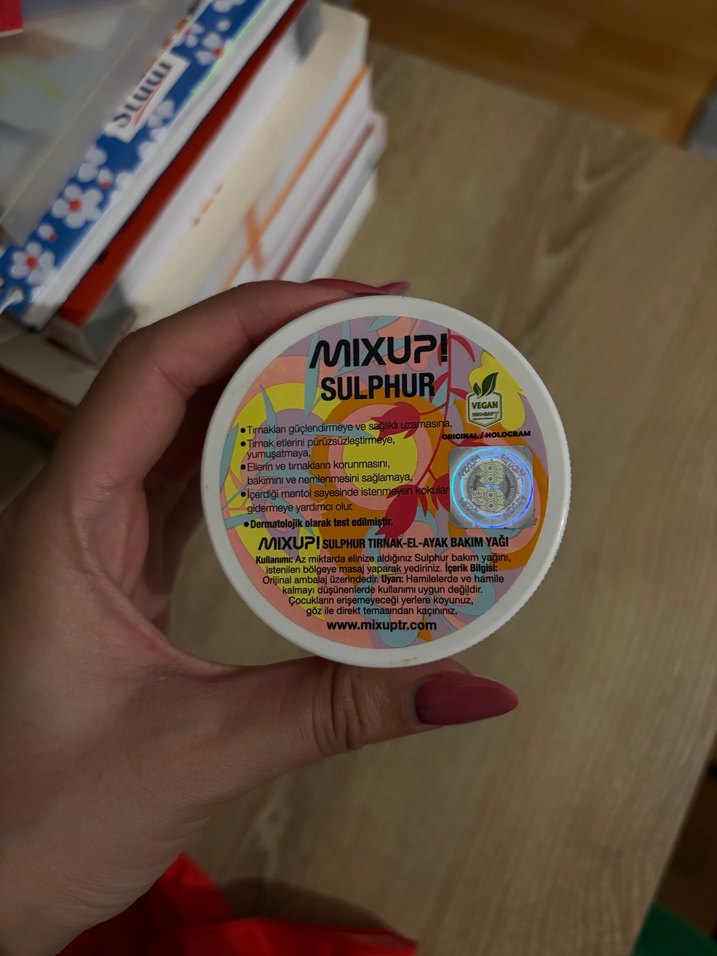 MIXUP!
SULPHUR
VEGAN
ORIGINAL / HOLOGRAM
• Tırnakları güçlendirmeye ve sağlıklı uzamasına,
• Tırnak etlerini pürüzsüzleştirmeye,
yumuşatmaya,
• Ellerin ve tırnakların korunmasını,
bakımını ve nemlenmesini sağlamaya,
• İçerdiği mentol sayesinde istenmeyen kokuları
gidermeye yardımcı olur.
• Dermatolojik olarak test edilmiştir.
MIXUP! SULPHUR TIRNAK-EL-AYAK BAKIM YAĞI
Kullanımı: Az miktarda elinize aldığınız Sulphur bakım yağını,
istenilen bölgeye masaj yaparak yediriniz. İçerik Bilgisi:
Orijinal ambalaj üzerindedir. Uyarı: Hamilelerde ve hamile
kalmayı düşünenlerde kullanımı uygun değildir.
Çocukların erişemeyeceği yerlere koyunuz,
göz ile direkt temasından kaçınınız.
www.mixuptr.com